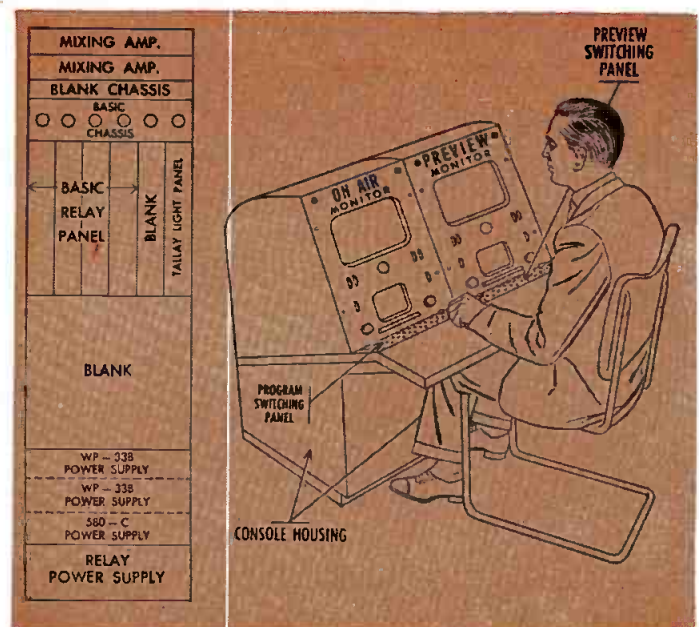 MIXING AMP.
MIXING AMP.
BLANK CHASSIS
BASIC
CHASSIS
BASIC
RELAY
PANEL
BLANK
TALLAY LIGHT PANEL
BLANK
WP – 33B
POWER SUPPLY
WP – 33B
POWER SUPPLY
580 – C
POWER SUPPLY
RELAY
POWER SUPPLY
PREVIEW
SWITCHING
PANEL
ON AIR
MONITOR
PREVIEW
MONITOR
PROGRAM
SWITCHING
PANEL
CONSOLE HOUSING